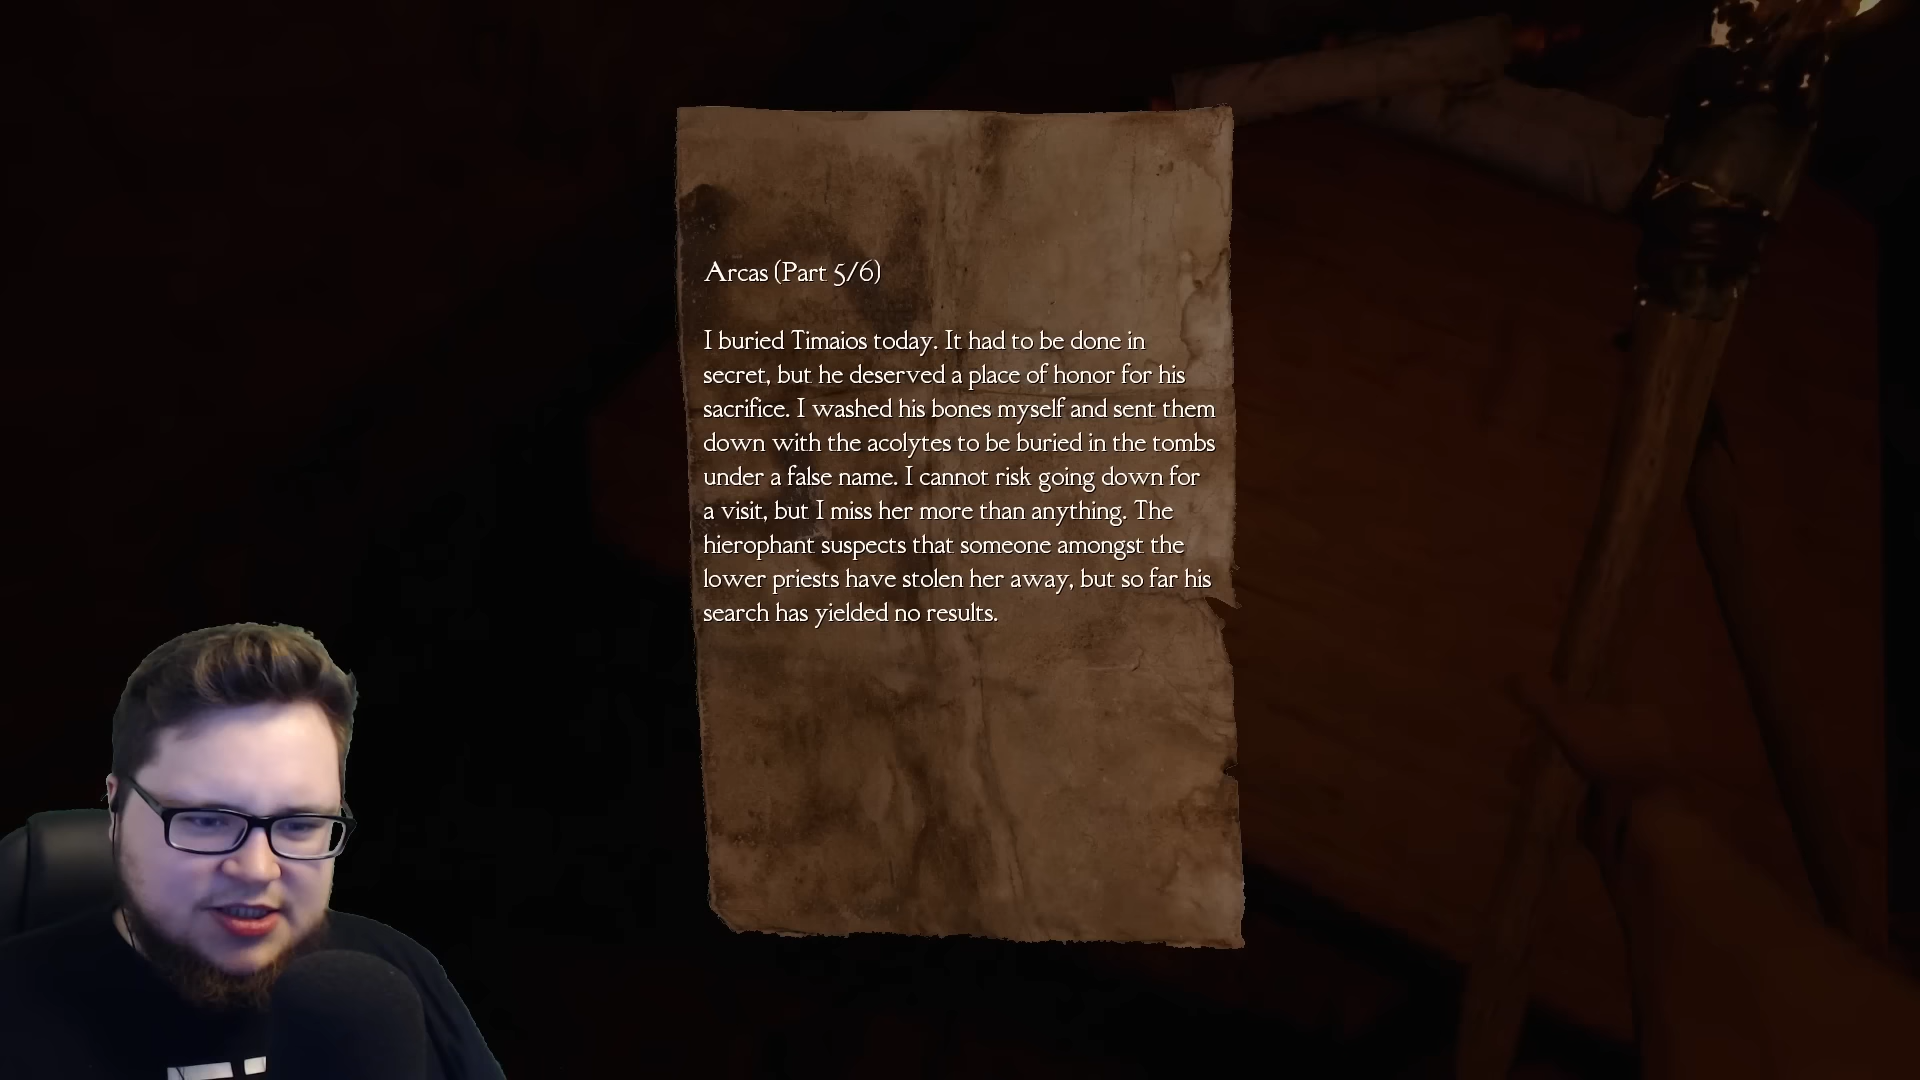 Arcas (Part 5/6)
I buried Timaios today. It had to be done in
secret, but he deserved a place of honor for his
sacrifice. I washed his bones myself and sent them
down with the acolytes to be buried in the tombs
under a false name. I cannot risk going down for
a visit, but I miss her more than anything. The
hierophant suspects that someone amongst the
lower priests have stolen her away, but so far his
search has yielded no results.